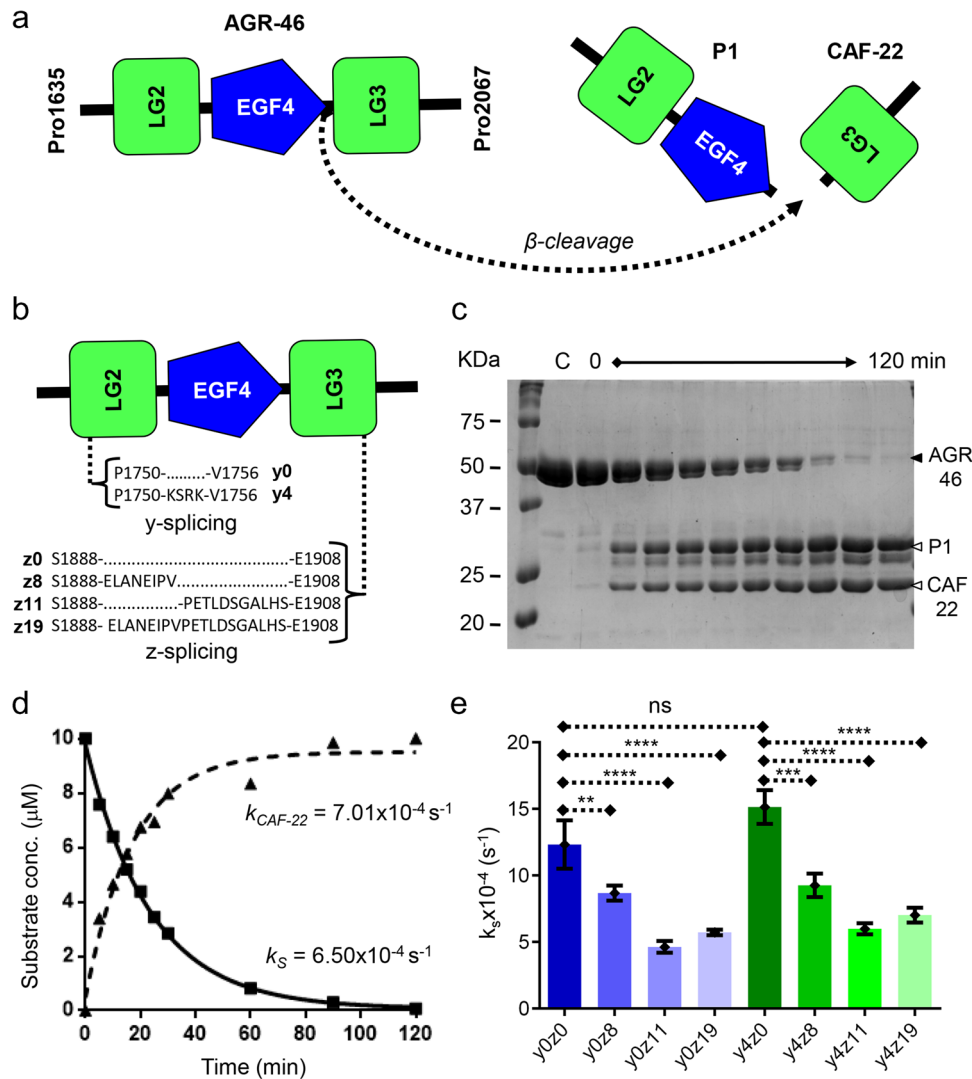 a
AGR-46
P1
CAF-22
Pro1635
LG2
EGF4
LG3
Pro2067
LG2
EGF4
LG3
β-cleavage
b
LG2
EGF4
LG3
P1750-.........-V1756 y0
P1750-KSRK-V1756 y4
y-splicing
z0 S1888-......................................-E1908
z8 S1888-ELANEIPV......................-E1908
z11 S1888-...............-PETLDSGALHS-E1908
z19 S1888- ELANEIPVPETLDSGALHS-E1908
z-splicing
c
KDa C 0 120 min
75
50
37
25
20
AGR
46
P1
CAF
22
d
Substrate conc. (μM)
10
8
6
4
2
0
k CAF-22 = 7.01x10-4 s-1
kS = 6.50x10-4 s-1
0 20 40 60 80 100 120
Time (min)
e
ksx10-4 (s-1)
20
15
10
5
0
ns
****
****
**
****
****
***
y0z0 y0z8 y0z11 y0z19 y4z0 y4z8 y4z11 y4z19